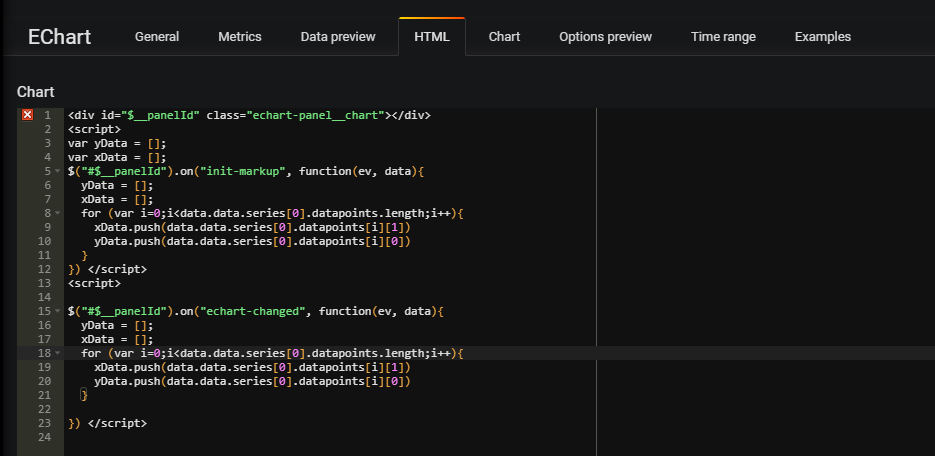 EChart General Metrics Data preview HTML Chart Options preview Time range Examples
Chart
1 <div id="$__panelId" class="echart-panel__chart"></div>
2 <script>
3 var yData = [];
4 var xData = [];
5 $("#$__panelId").on("init-markup", function(ev, data){
6   yData = [];
7   xData = [];
8   for (var i=0;i<data.data.series[0].datapoints.length;i++){
9     xData.push(data.data.series[0].datapoints[i][1])
10     yData.push(data.data.series[0].datapoints[i][0])
11   }
12 }) </script>
13 <script>
14
15 $("#$__panelId").on("echart-changed", function(ev, data){
16   yData = [];
17   xData = [];
18   for (var i=0;i<data.data.series[0].datapoints.length;i++){
19     xData.push(data.data.series[0].datapoints[i][1])
20     yData.push(data.data.series[0].datapoints[i][0])
21   }
22
23 }) </script>
24